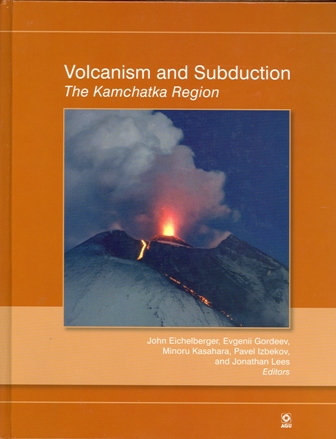 Volcanism and Subduction
The Kamchatka Region
John Eichelberger, Evgenii Gordeev,
Minoru Kasahara, Pavel Izbekov,
and Jonathan Lees
Editors
AGU